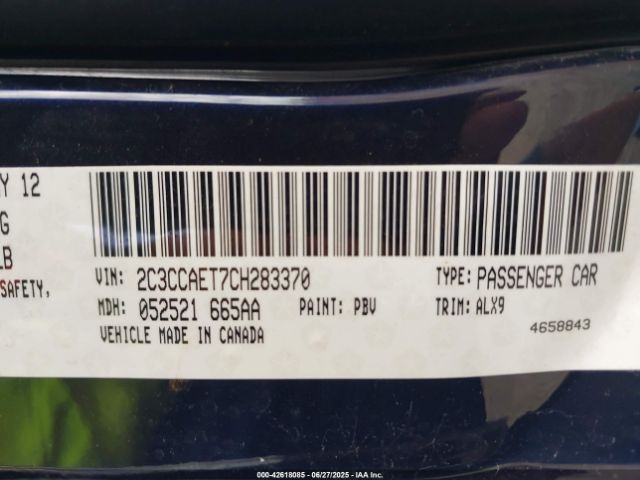 Y 12
G
LB
SAFETY,
VIN: 2C3CCAET7CH283370
TYPE: PASSENGER CAR
MDH: 052521 665AA
PAINT: PBV
TRIM: ALX9
VEHICLE MADE IN CANADA
4658843
000-42618085 - 06/27/2025 - © IAA Inc.